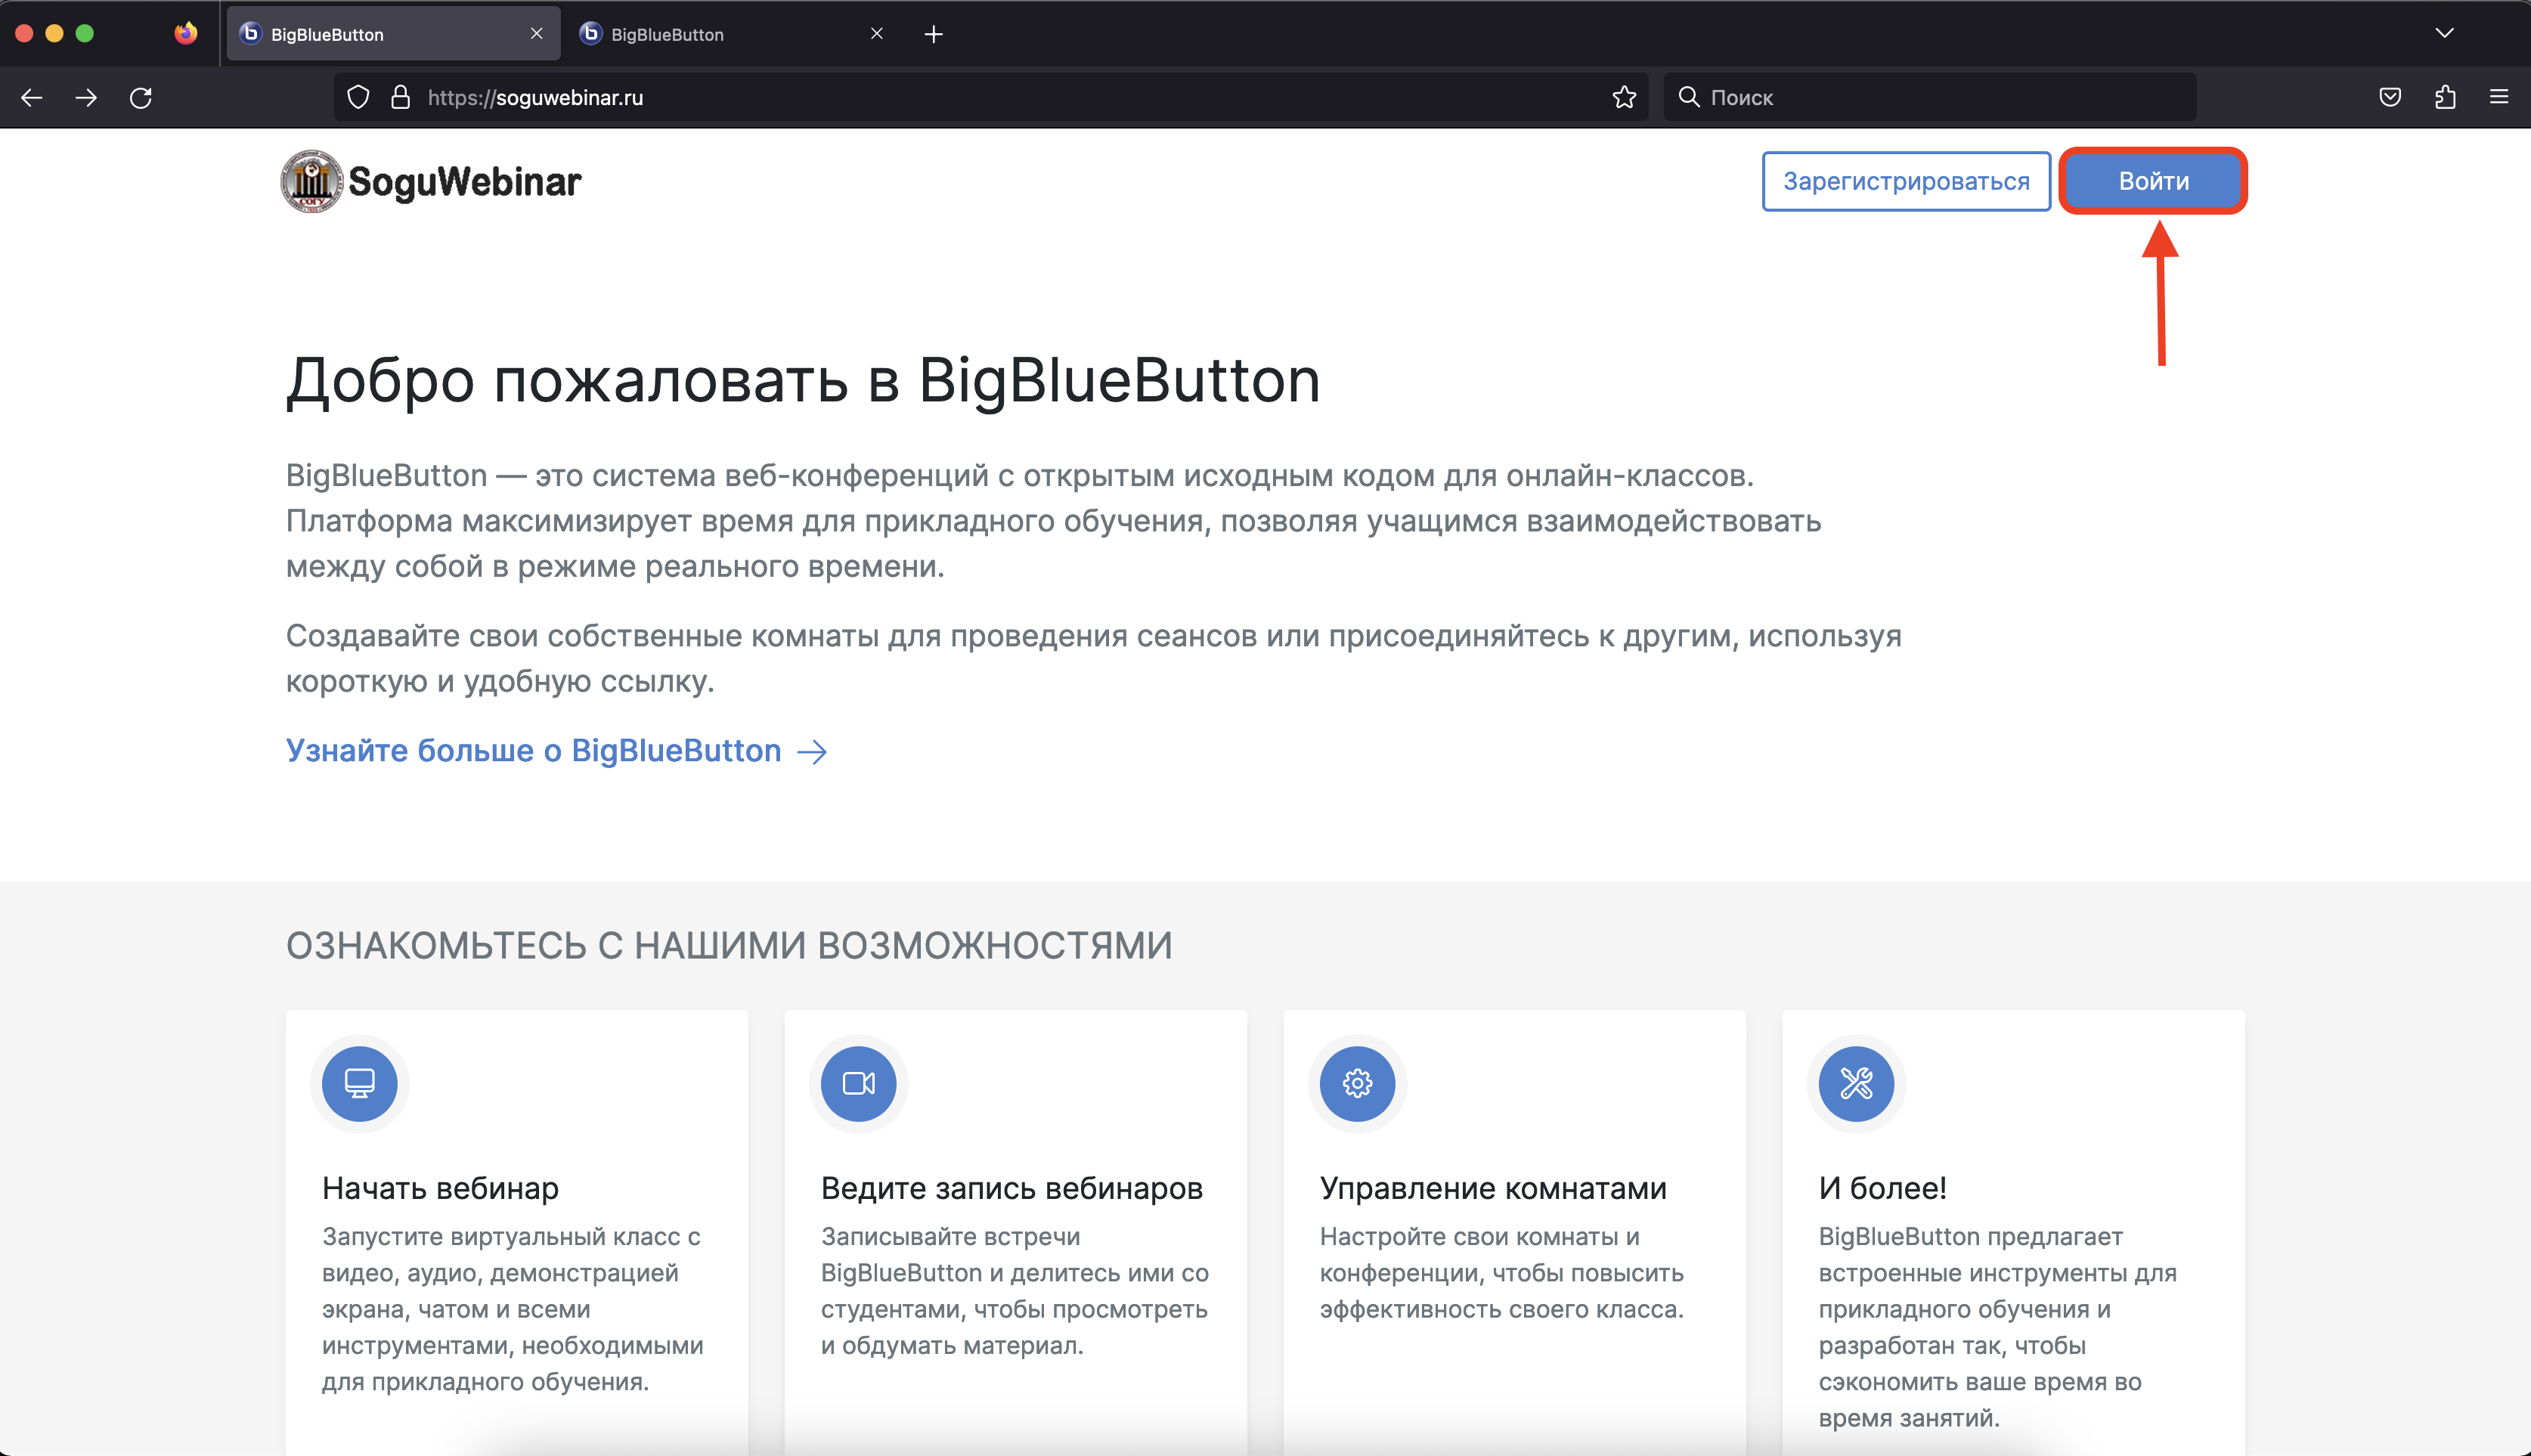 BigBlueButton
BigBlueButton
https://soguwebinar.ru
Поиск
СОГУ
SoguWebinar
Зарегистрироваться
Войти
Добро пожаловать в BigBlueButton
BigBlueButton — это система веб-конференций с открытым исходным кодом для онлайн-классов.
Платформа максимизирует время для прикладного обучения, позволяя учащимся взаимодействовать
между собой в режиме реального времени.
Создавайте свои собственные комнаты для проведения сеансов или присоединяйтесь к другим, используя
короткую и удобную ссылку.
Узнайте больше о BigBlueButton
ОЗНАКОМЬТЕСЬ С НАШИМИ ВОЗМОЖНОСТЯМИ
Начать вебинар
Запустите виртуальный класс с
видео, аудио, демонстрацией
экрана, чатом и всеми
инструментами, необходимыми
для прикладного обучения.
Ведите запись вебинаров
Записывайте встречи
BigBlueButton и делитесь ими со
студентами, чтобы просмотреть
и обдумать материал.
Управление комнатами
Настройте свои комнаты и
конференции, чтобы повысить
эффективность своего класса.
И более!
BigBlueButton предлагает
встроенные инструменты для
прикладного обучения и
разработан так, чтобы
сэкономить ваше время во
время занятий.